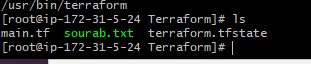 /usr/bin/terraform
[root@ip-172-31-5-24 Terraform]# ls
main.tf  sourab.txt  terraform.tfstate
[root@ip-172-31-5-24 Terraform]#